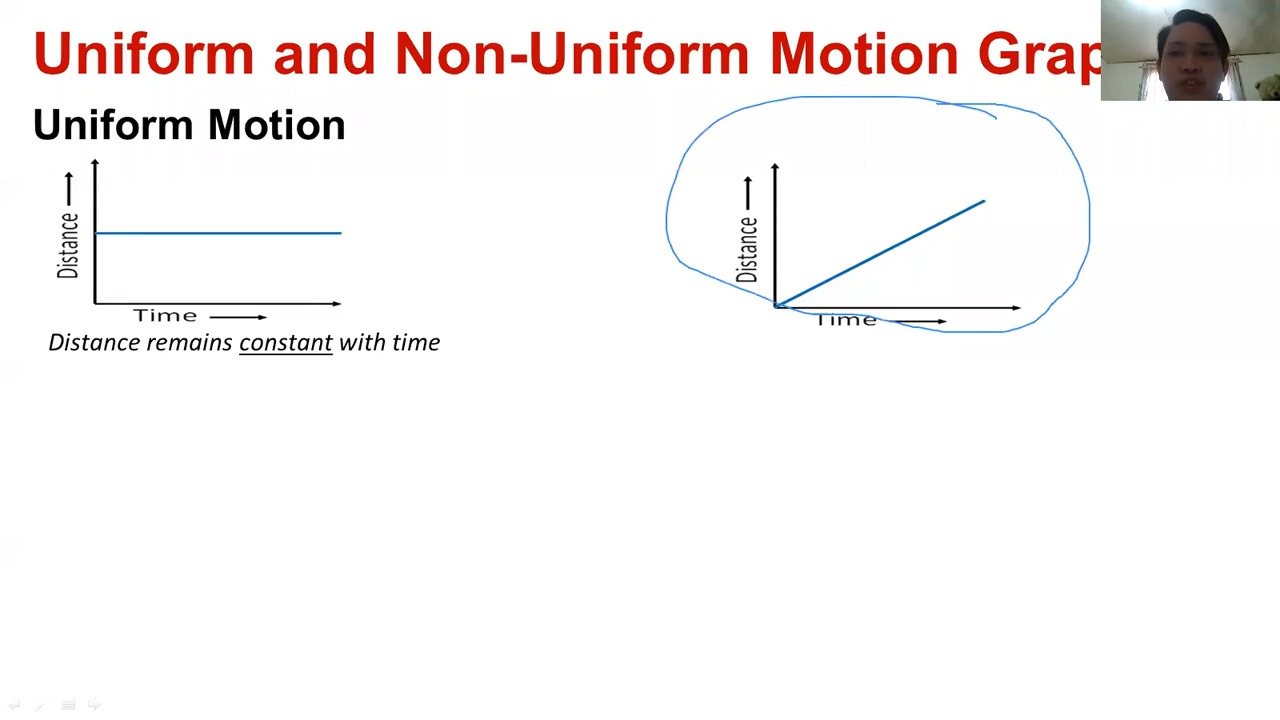 Uniform and Non-Uniform Motion Grap
Uniform Motion
Distance
Time
Distance remains constant with time
Distance
Time